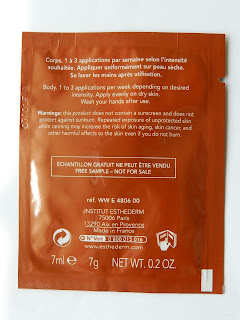 Corps. 1 à 3 applications par semaine selon l'intensité
souhaitée. Appliquer uniformément sur peau sèche.
Se laver les mains après utilisation.
Body. 1 to 3 applications per week depending on desired
intensity. Apply evenly on dry skin.
Wash your hands after use.
Warnings: this product does not contain a sunscreen and does not
protect against sunburn. Repeated exposure of unprotected skin
while tanning may increase the risk of skin aging, skin cancer, and
other harmful effects to the skin even if you do not burn.
ECHANTILLON GRATUIT NE PEUT ÊTRE VENDU
FREE SAMPLE - NOT FOR SALE
réf. WW E 4806 00
INSTITUT ESTHEDERM
75006 Paris
13290 Aix en Provence
Made in France
N° Vert
www.esthederm.com
7ml e 7g NET WT. 0.2 OZ.